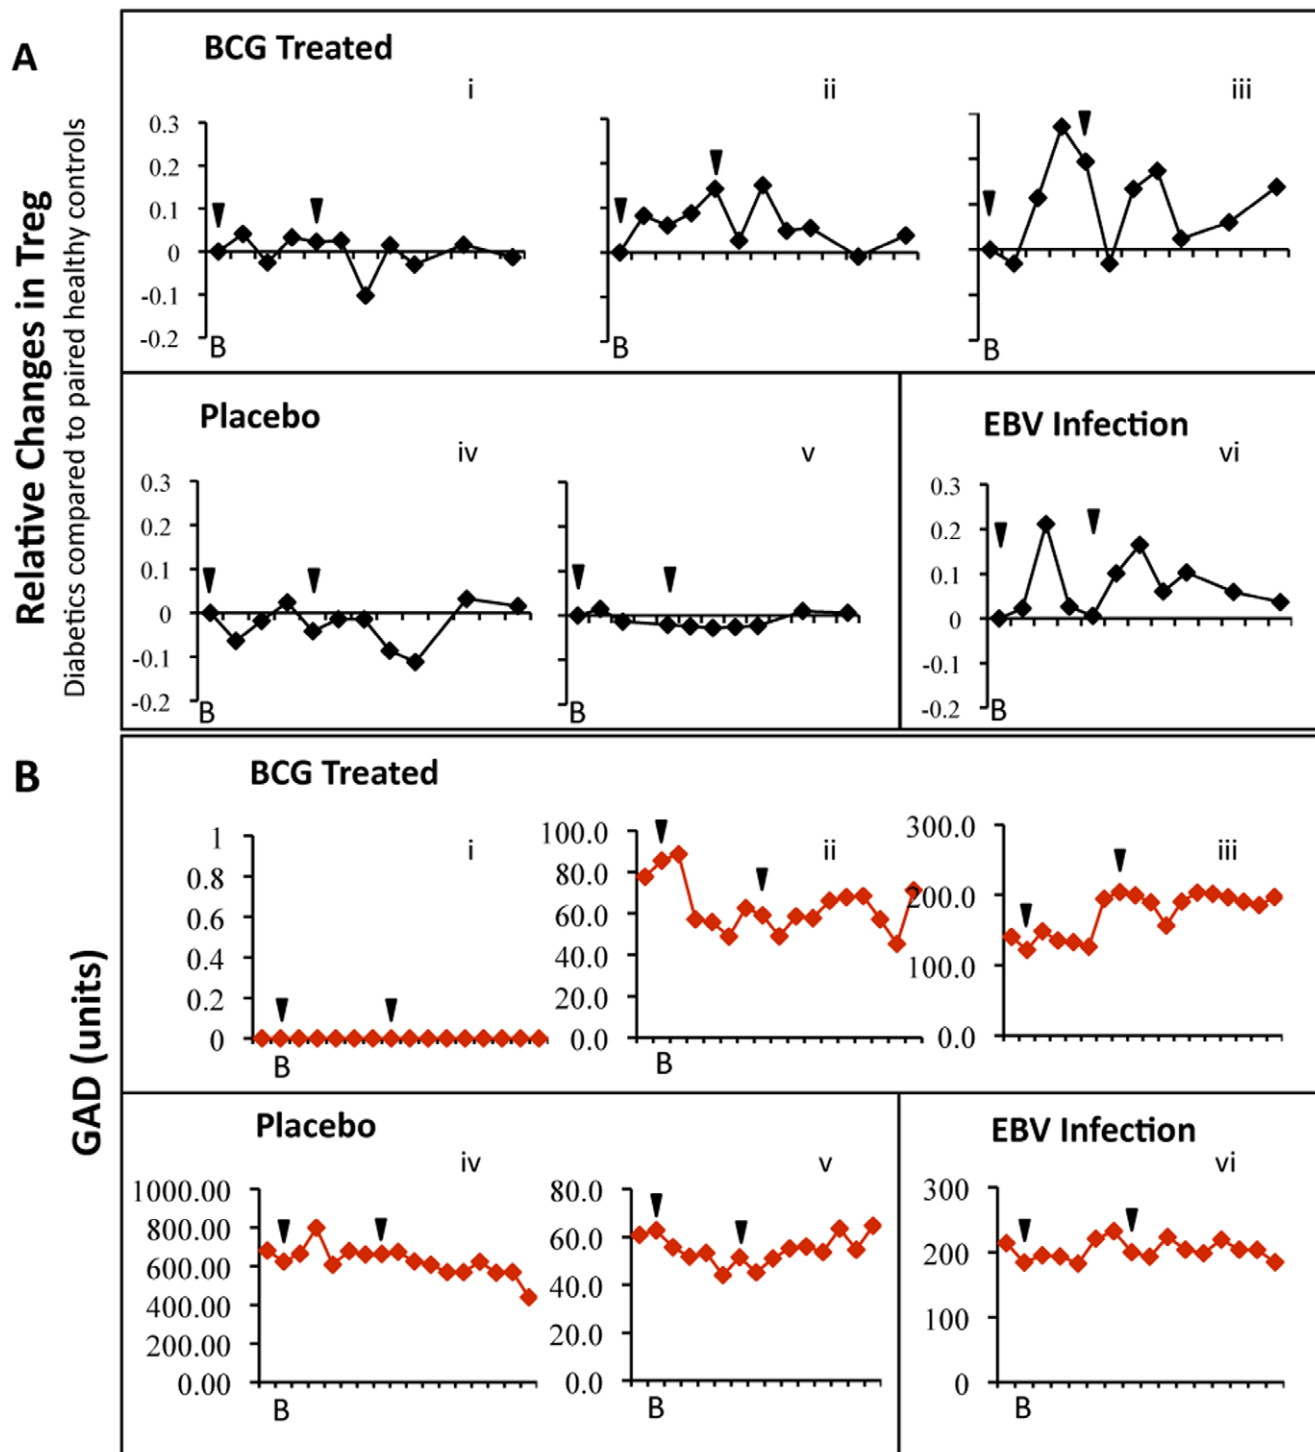 A
Relative Changes in Treg
Diabetics compared to paired healthy controls
BCG Treated
i
0.3
0.2
0.1
0
-0.1
-0.2
B
ii
B
iii
B
Placebo
iv
0.3
0.2
0.1
0
-0.1
-0.2
B
v
B
EBV Infection
vi
0.3
0.2
0.1
0
-0.1
-0.2
B
B
GAD (units)
BCG Treated
i
1
0.8
0.6
0.4
0.2
0
B
ii
100.0
80.0
60.0
40.0
20.0
0.0
B
iii
300.0
200.0
100.0
0.0
Placebo
iv
1000.00
800.00
600.00
400.00
200.00
0.00
B
v
80.0
60.0
40.0
20.0
0.0
B
EBV Infection
vi
300
200
100
0
B